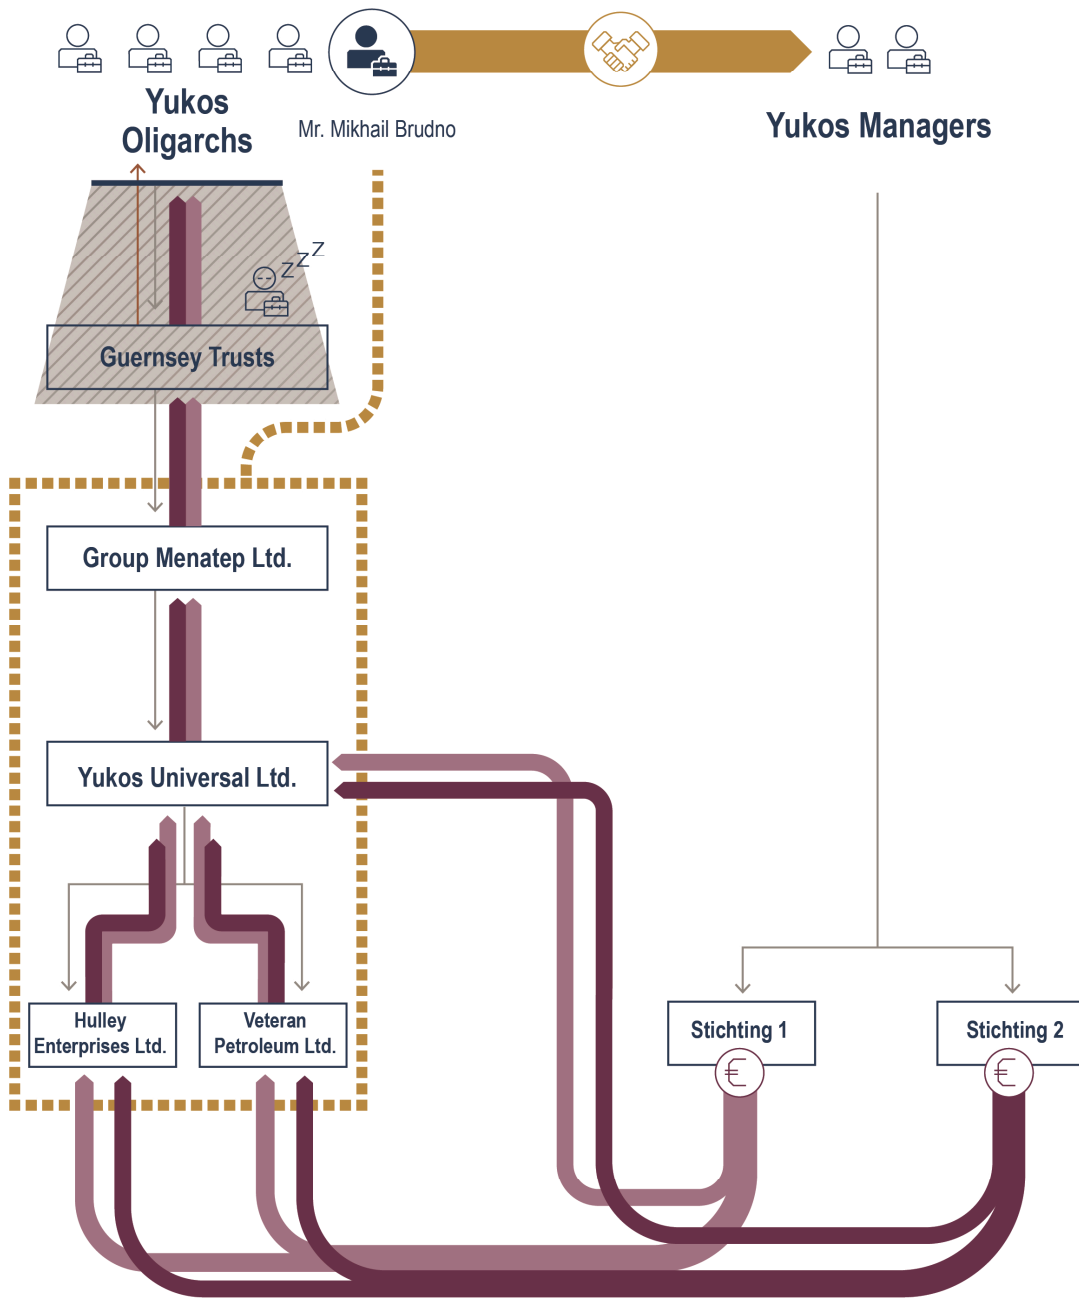 Yukos
Oligarchs
Mr. Mikhail Brudno
Yukos Managers
z z z
Guernsey Trusts
Group Menatep Ltd.
Yukos Universal Ltd.
Hulley
Enterprises Ltd.
Veteran
Petroleum Ltd.
Stichting 1
Stichting 2
€
€